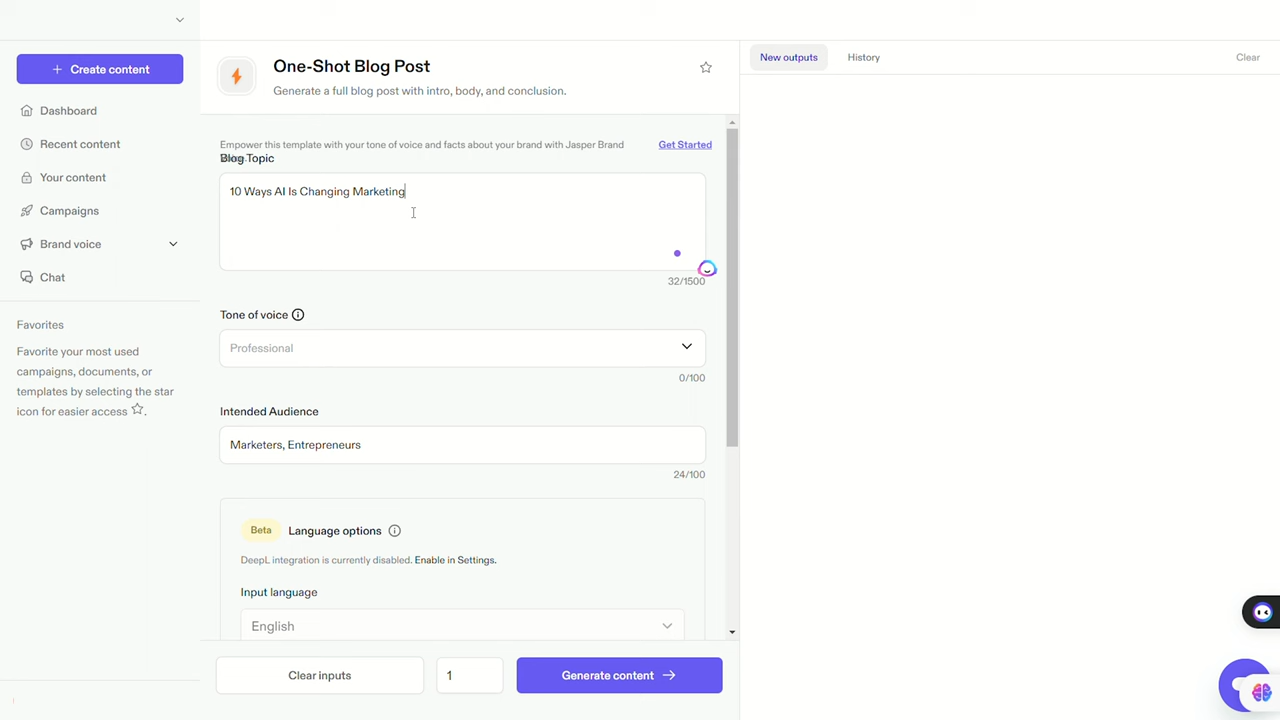 Create content
Dashboard
Recent content
Your content
Campaigns
Brand voice
Chat
Favorites
Favorite your most used
campaigns, documents, or
templates by selecting the star
icon for easier access
One-Shot Blog Post
Generate a full blog post with intro, body, and conclusion.
Empower this template with your tone of voice and facts about your brand with Jasper Brand
Get Started
Blog Topic
10 Ways AI Is Changing Marketing
32/1500
Tone of voice
Professional
0/100
Intended Audience
Marketers, Entrepreneurs
24/100
Beta Language options
DeepL integration is currently disabled. Enable in Settings.
Input language
English
Clear inputs
1
Generate content
New outputs
History
Clear